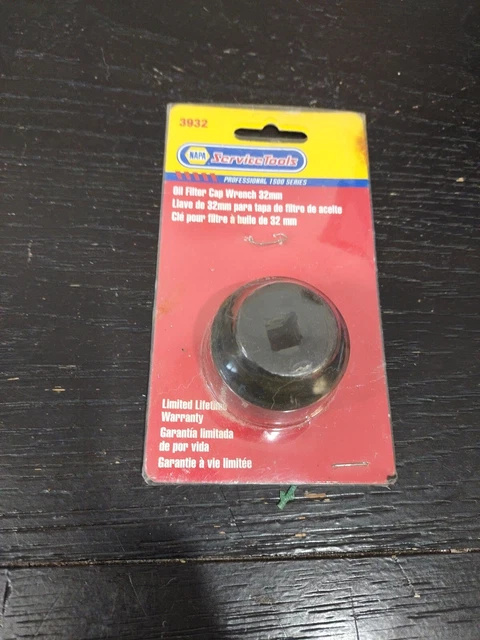 3932
NAPA ServiceTools
PROFESSIONAL 1000 SERIES
Oil Filter Cap Wrench 32mm
Llave de 32mm para tapa de filtro de aceite
Clé pour filtre à huile de 32 mm
Limited Lifetime
Warranty
Garantía limitada
de por vida
Garantie à vie limitée